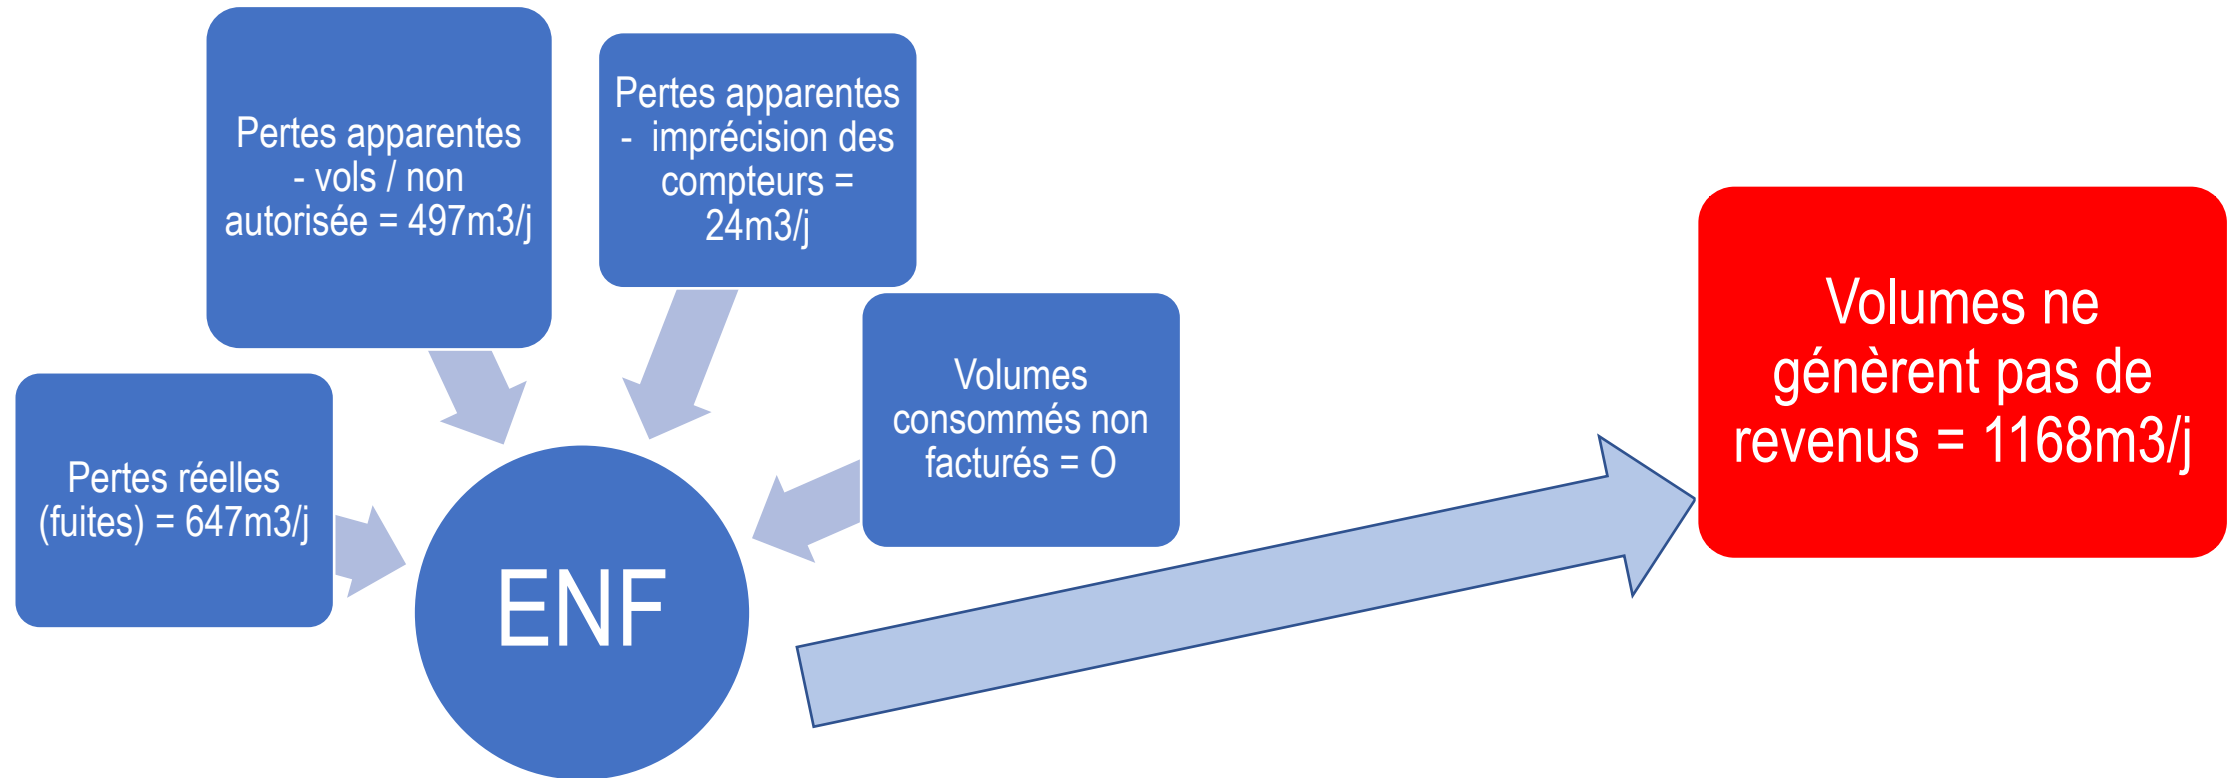 Pertes apparentes
- vols / non
autorisée = 497m3/j
Pertes apparentes
- imprécision des
compteurs =
24m3/j
Volumes
consommés non
facturés = O
Pertes réelles
(fuites) = 647m3/j
ENF
Volumes ne
génèrent pas de
revenus = 1168m3/j